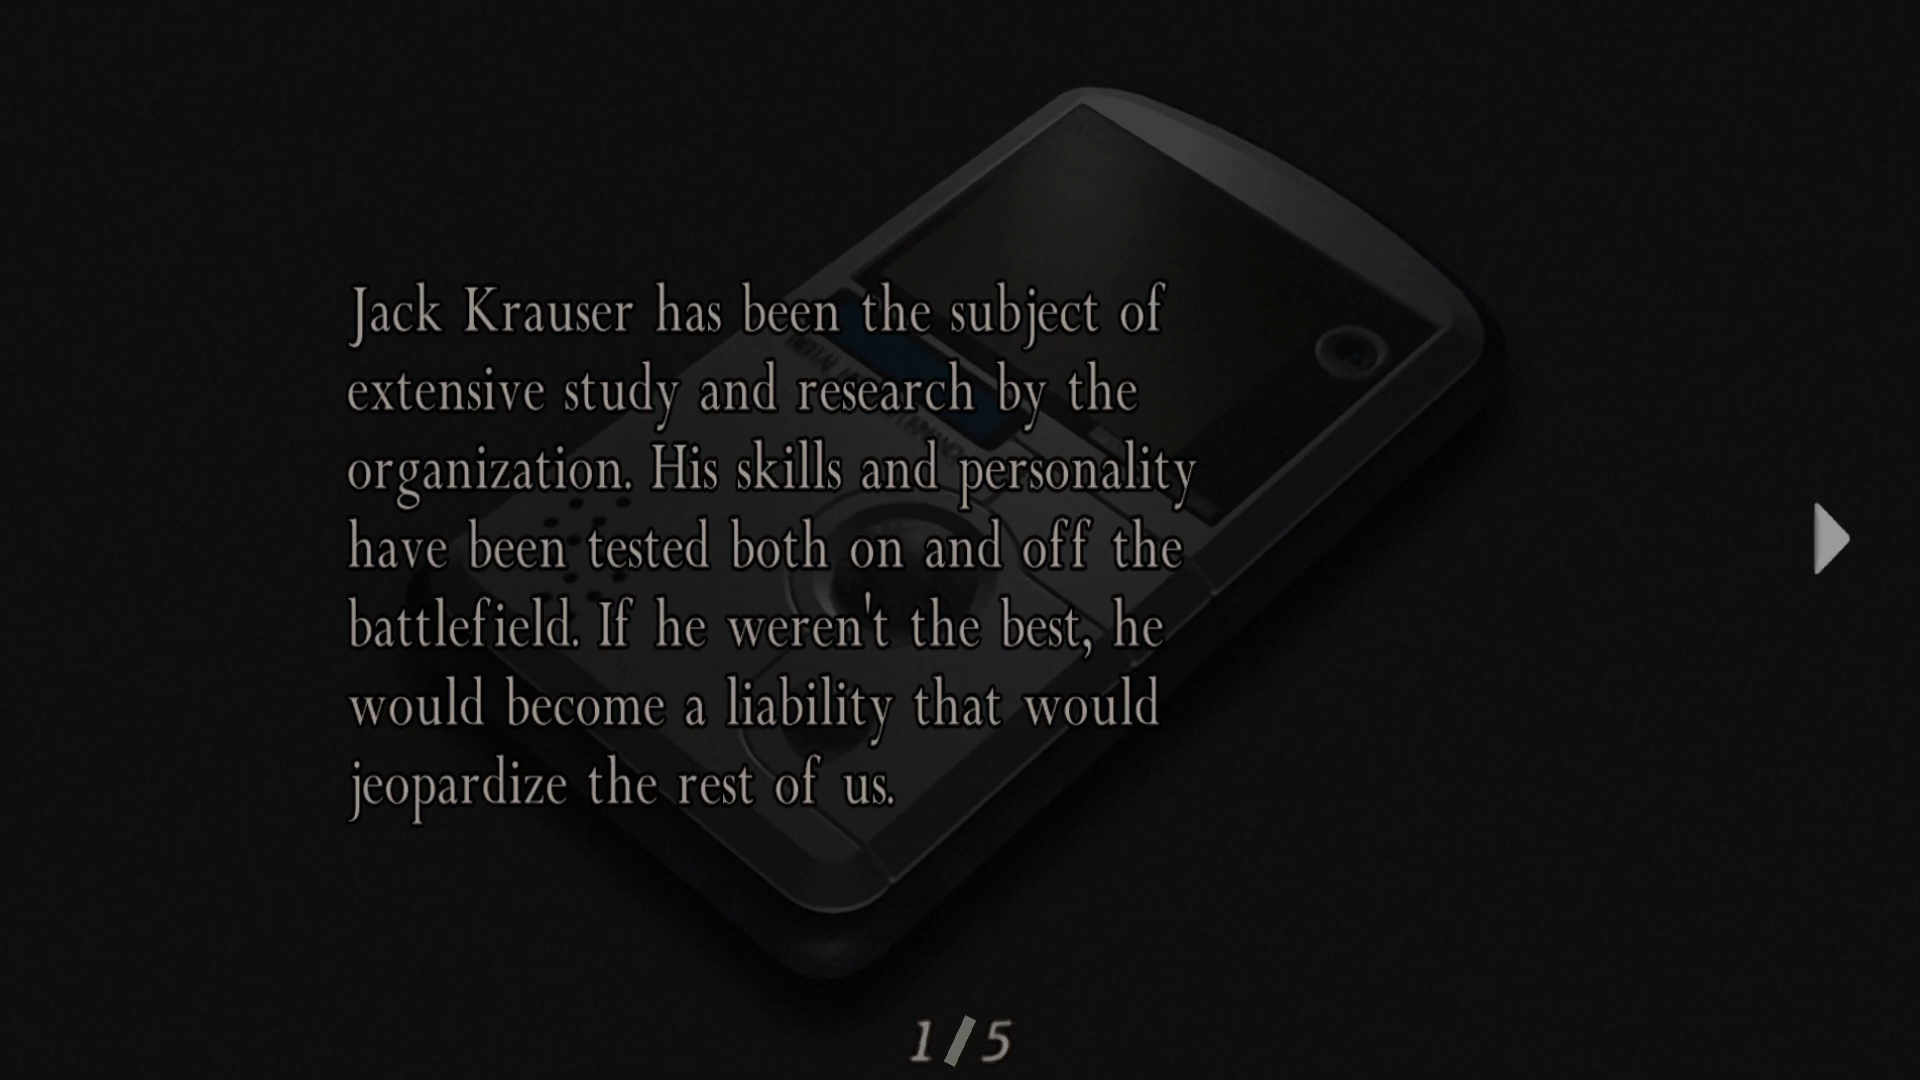 Jack Krauser has been the subject of
extensive study and research by the
organization. His skills and personality
have been tested both on and off the
battlefield. If he weren't the best, he
would become a liability that would
jeopardize the rest of us.
1/5